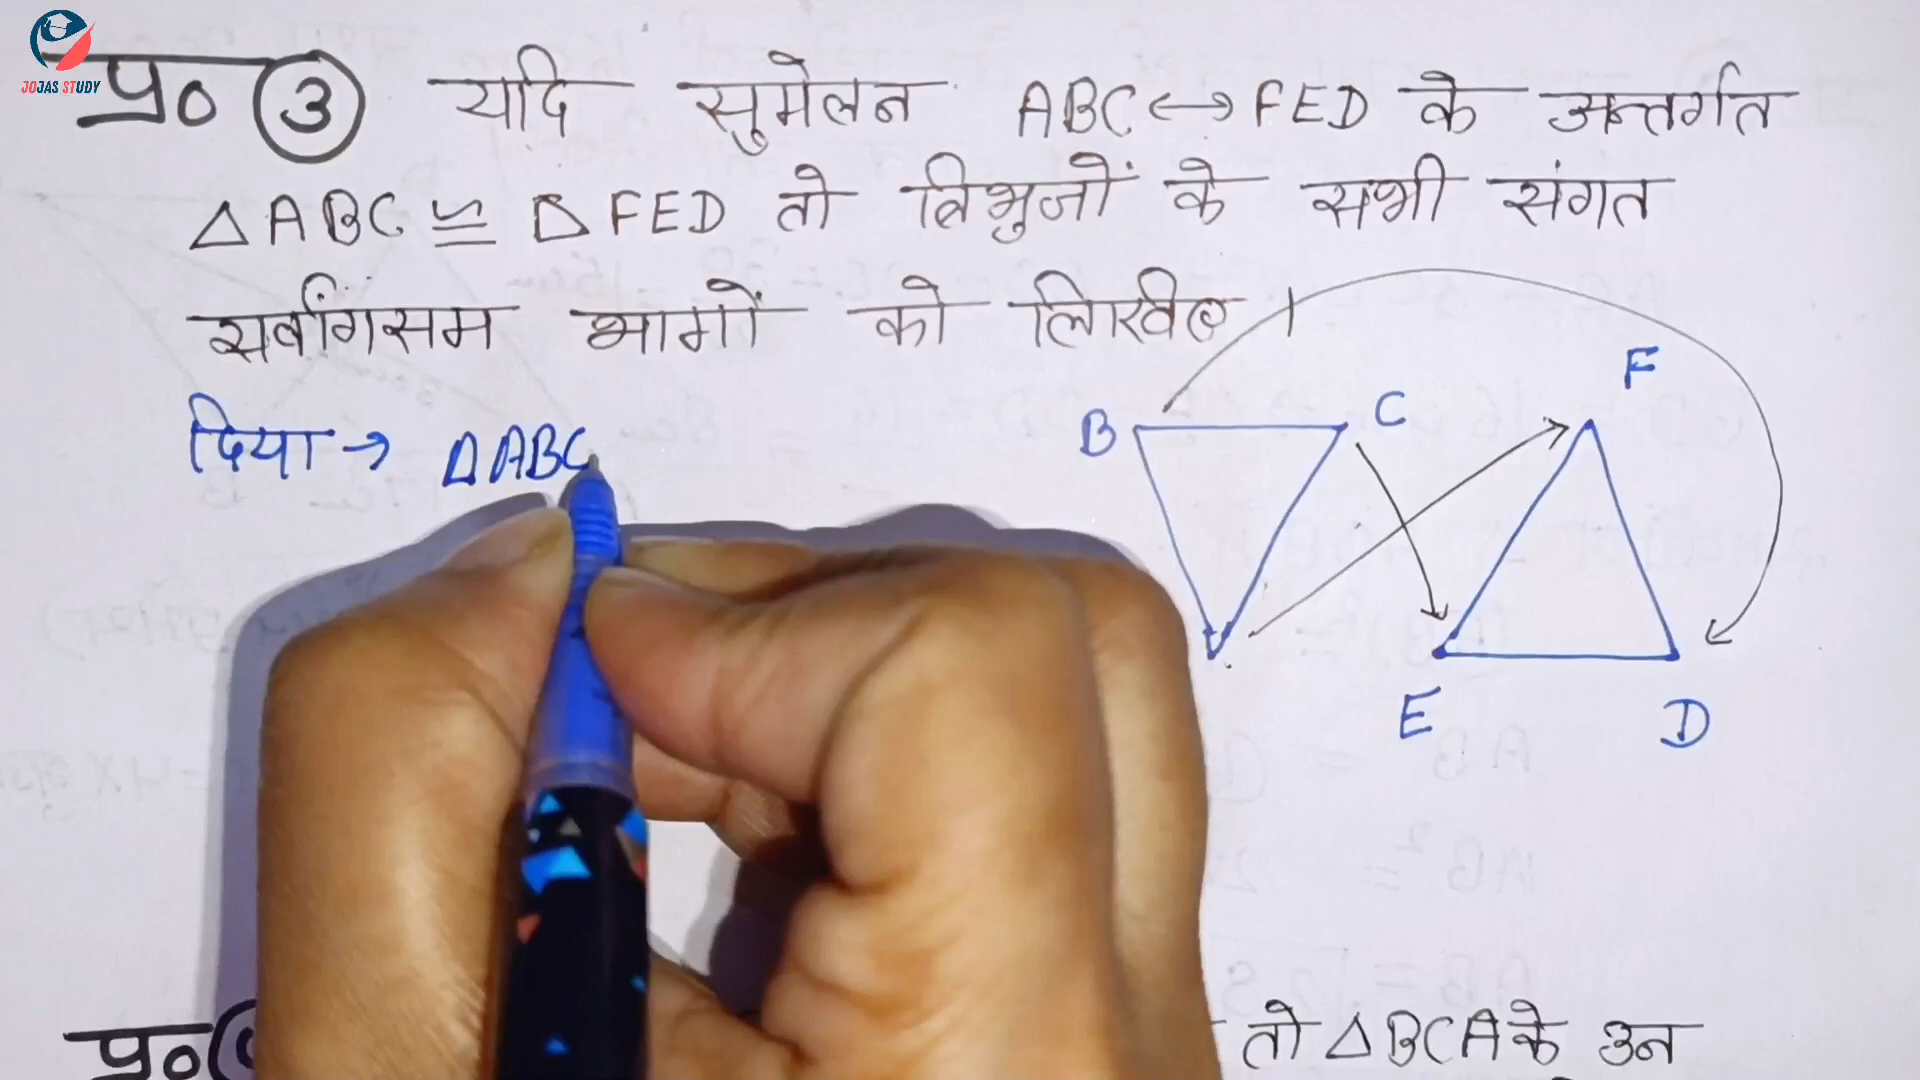 JOJAS STUDY
प्र० ③ यदि सुमेलन ABC ↔ FED के अन्तर्गत
△ABC ≅ △FED तो त्रिभुजों के सभी संगत
सर्वांगसम भागों को लिखिए ।
दिया → △ABC
F
B
C
E
D
प्र०
तो △BCA के उन